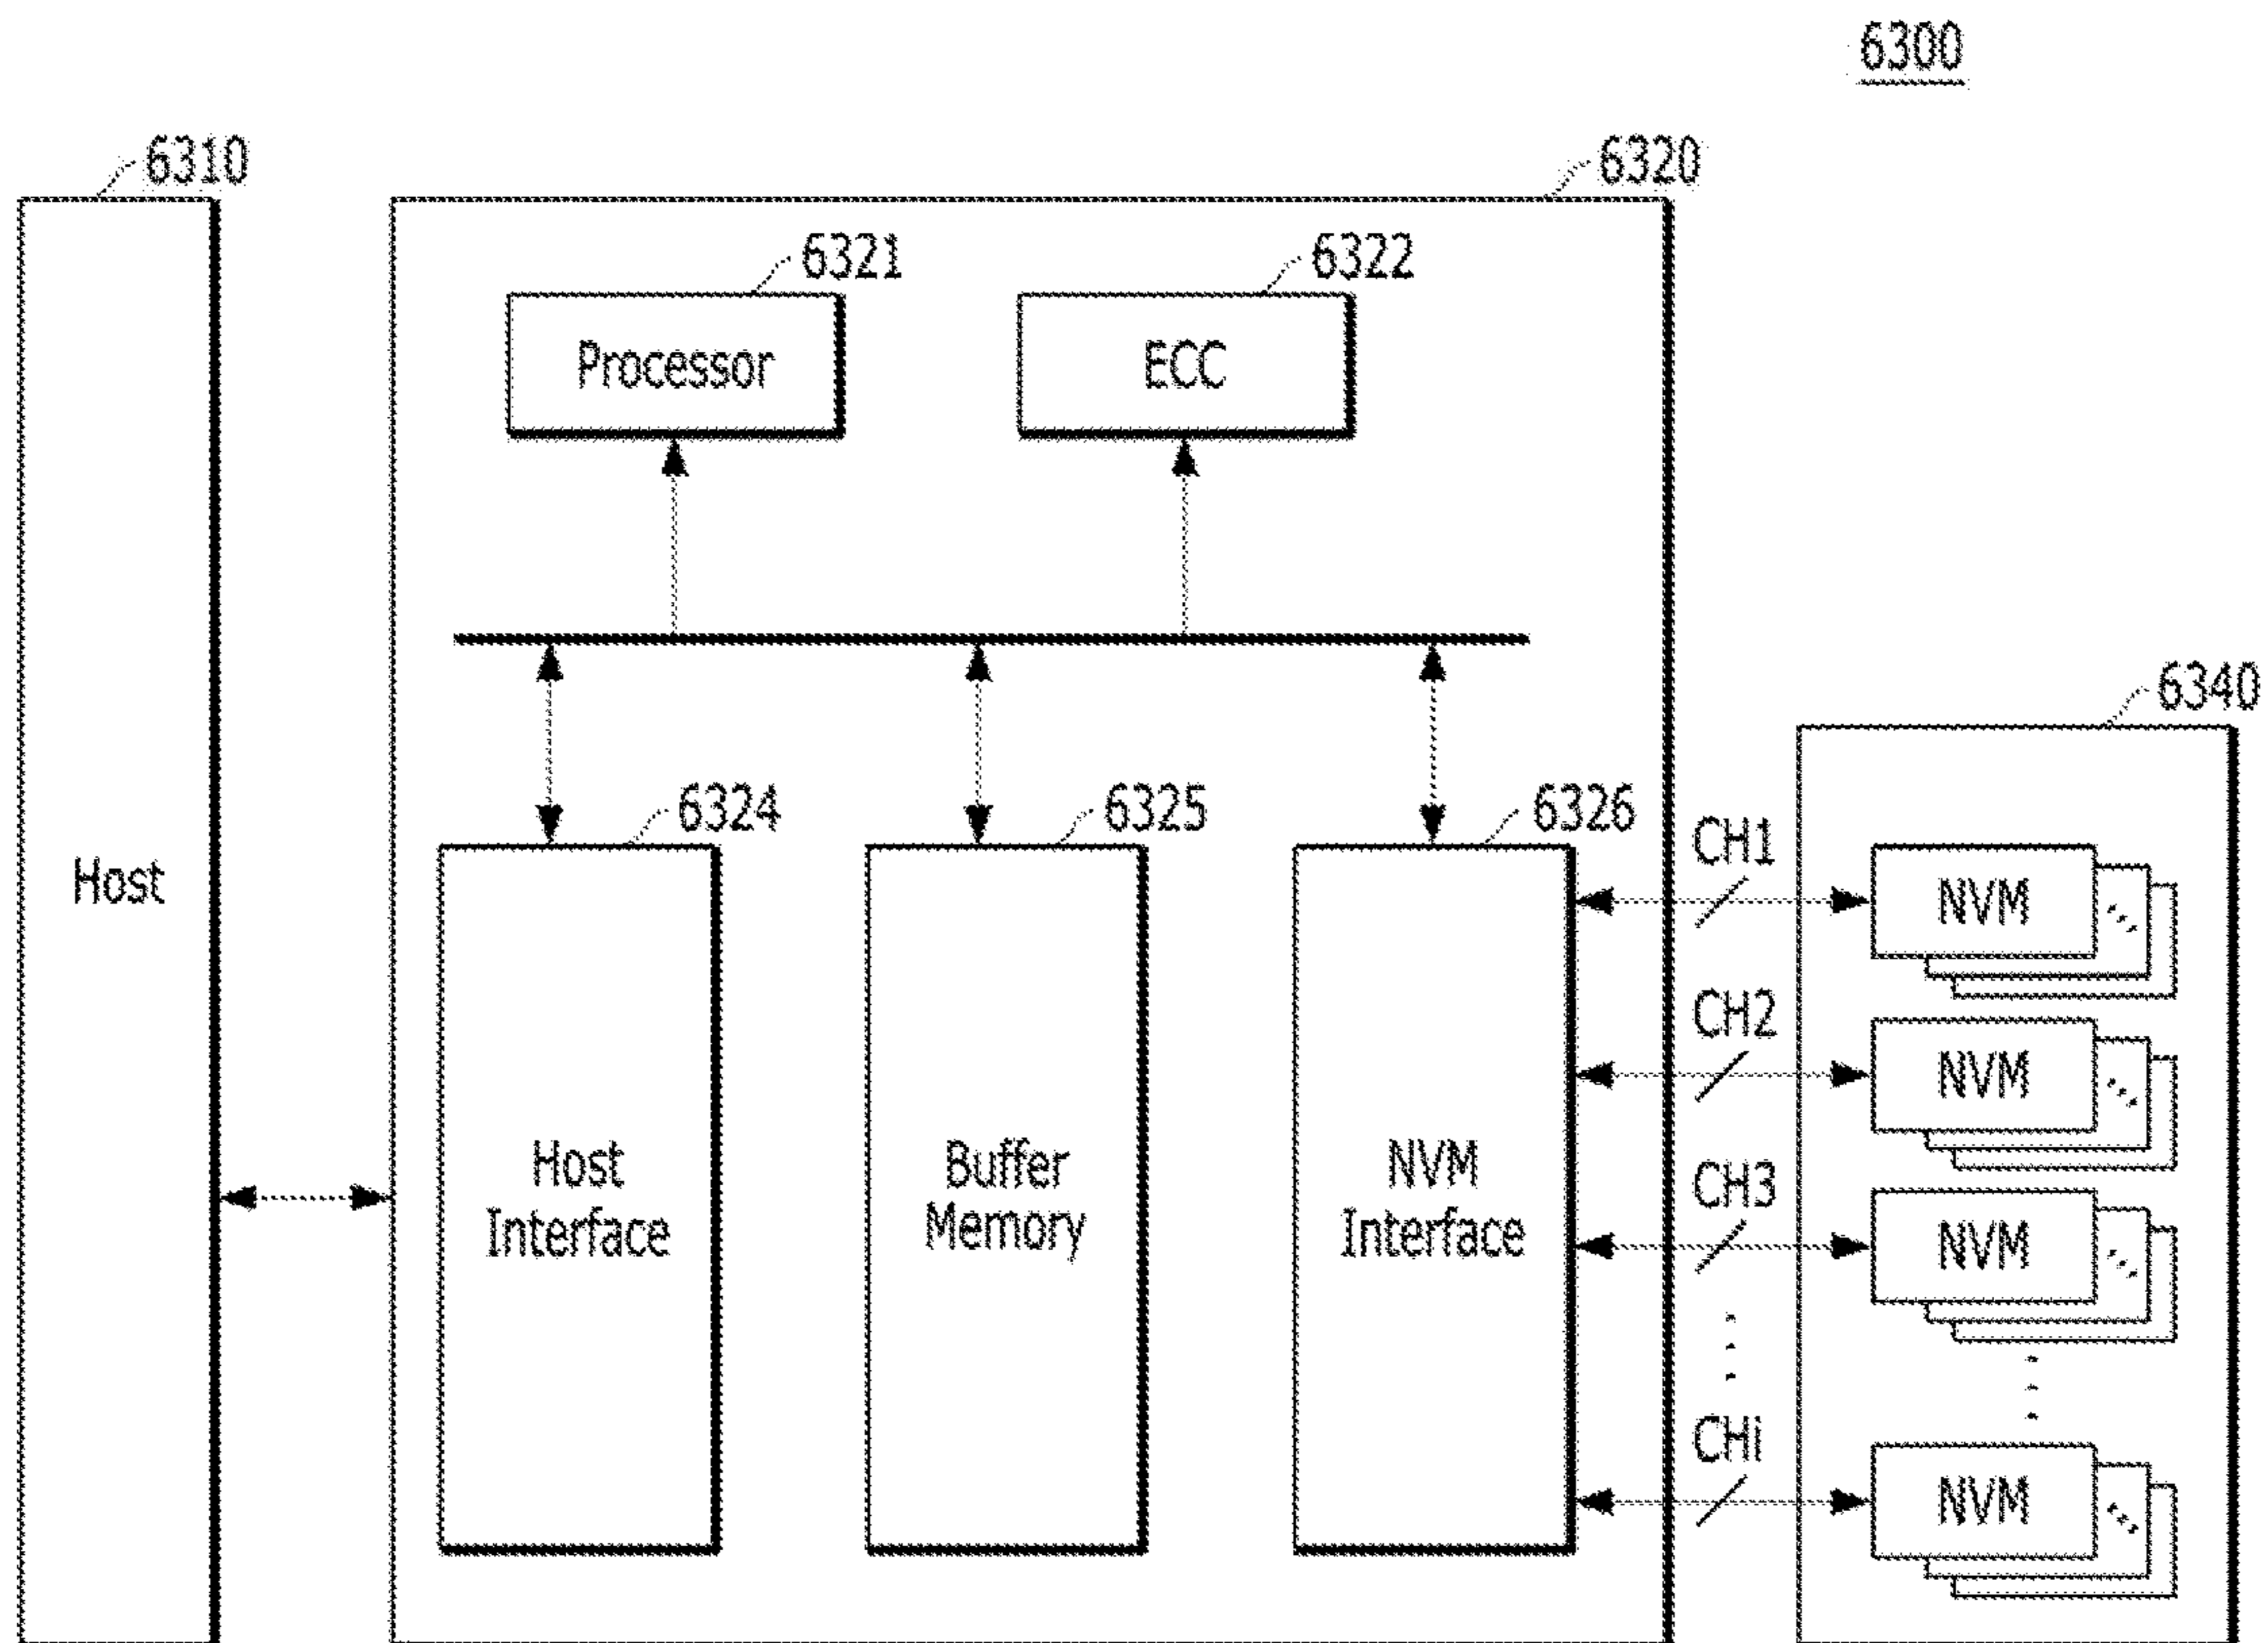 6300
6310
6320
6321
6322
Processor
ECC
6340
6324
6325
6326
CH1
Host
NVM
CH2
NVM
Host
Interface
Buffer
Memory
NVM
Interface
CH3
NVM
CHi
NVM